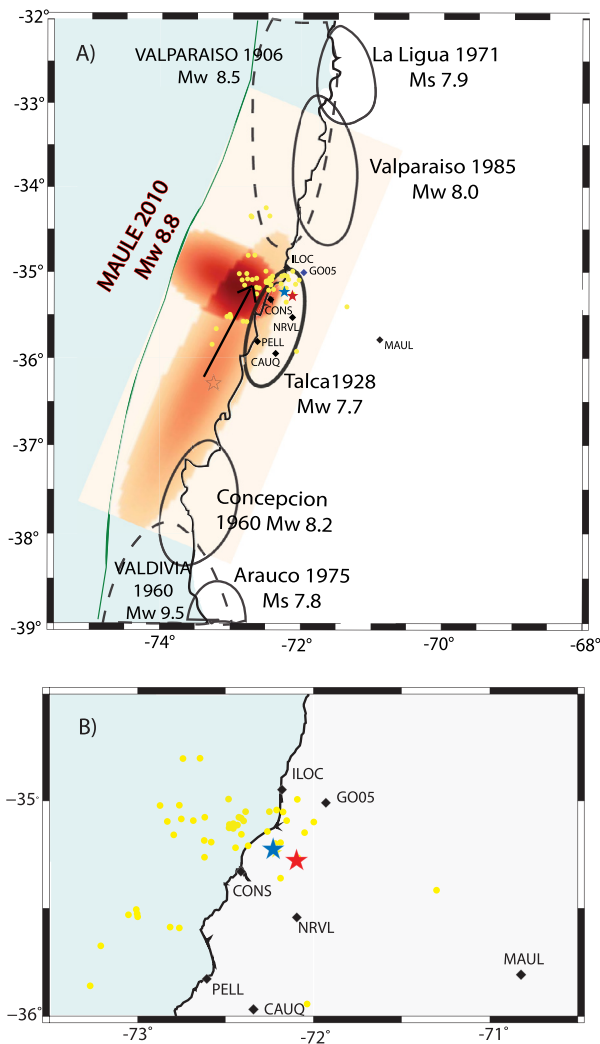 -32°
A)
VALPARAISO 1906
Mw 8.5
La Ligua 1971
Ms 7.9
-33°
Valparaiso 1985
Mw 8.0
-34°
MAULE 2010
Mw 8.8
ILOC
-35°
GO05
CONS
NRVL
-36°
PELL
MAUL
CAUQ
Talca1928
Mw 7.7
-37°
Concepcion
1960 Mw 8.2
-38°
VALDIVIA
1960
Mw 9.5
Arauco 1975
Ms 7.8
-39°
-74°
-72°
-70°
-68°
B)
ILOC
GO05
−35°
CONS
NRVL
MAUL
PELL
CAUQ
−36°
-73°
-72°
-71°